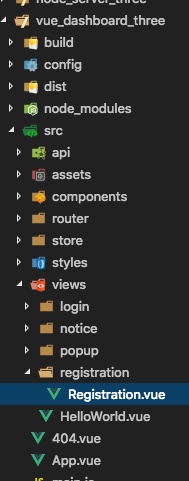 node_server_three
vue_dashboard_three
build
config
dist
node_modules
src
api
assets
components
router
store
styles
views
login
notice
popup
registration
Registration.vue
HelloWorld.vue
404.vue
App.vue
JS main.js